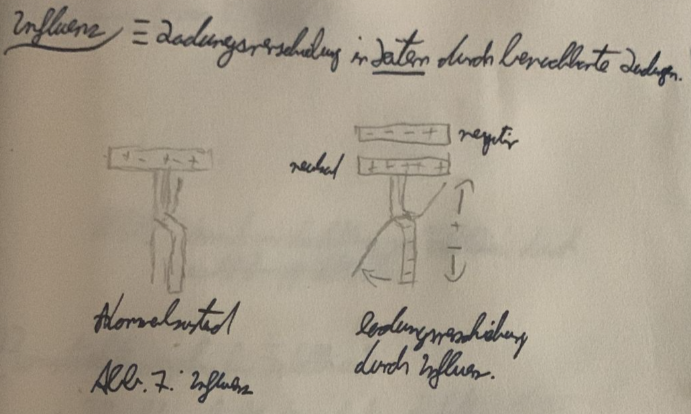 Influenz ≡ Ladungsverschiebung in Leitern durch benachbarte Ladungen.
- - - + negativ
neutral + - + + +
+ - + - +
+
-
Normalzustand
Ladungsverschiebung
durch Influenz.
Abb. 7: Influenz